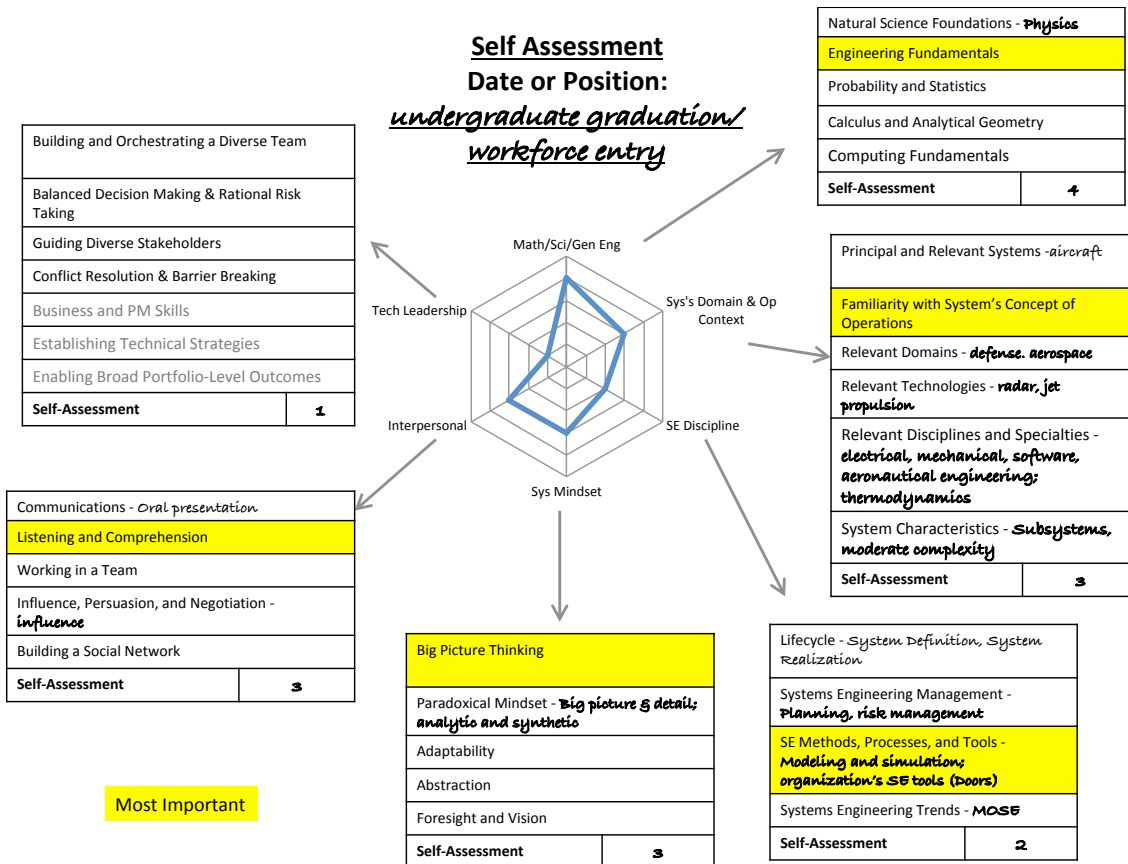 Self Assessment
Date or Position:
undergraduate graduation/
workforce entry
Natural Science Foundations - Physics
Engineering Fundamentals
Probability and Statistics
Calculus and Analytical Geometry
Computing Fundamentals
Self-Assessment 4
Building and Orchestrating a Diverse Team
Balanced Decision Making & Rational Risk
Taking
Guiding Diverse Stakeholders
Conflict Resolution & Barrier Breaking
Business and PM Skills
Establishing Technical Strategies
Enabling Broad Portfolio-Level Outcomes
Self-Assessment 1
Math/Sci/Gen Eng
Tech Leadership
Sys's Domain & Op
Context
Interpersonal
SE Discipline
Sys Mindset
Principal and Relevant Systems -aircraft
Familiarity with System's Concept of
Operations
Relevant Domains - defense. aerospace
Relevant Technologies - radar, jet
propulsion
Relevant Disciplines and Specialties -
electrical, mechanical, software,
aeronautical engineering;
thermodynamics
System Characteristics - Subsystems,
moderate complexity
Self-Assessment 3
Communications - Oral presentation
Listening and Comprehension
Working in a Team
Influence, Persuasion, and Negotiation -
influence
Building a Social Network
Self-Assessment 3
Big Picture Thinking
Paradoxical Mindset - Big picture & detail;
analytic and synthetic
Adaptability
Abstraction
Foresight and Vision
Self-Assessment 3
Lifecycle - System Definition, System
Realization
Systems Engineering Management -
Planning, risk management
SE Methods, Processes, and Tools -
Modeling and simulation;
organization's SE tools (Doors)
Systems Engineering Trends - MOSE
Self-Assessment 2
Most Important